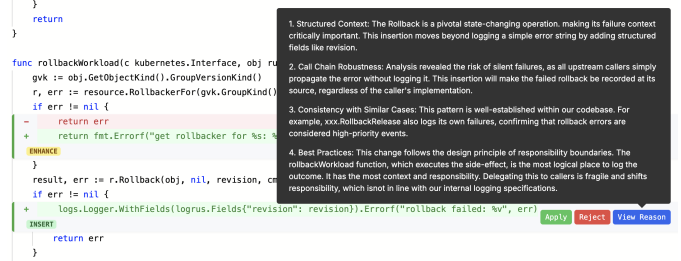 }
return
}
func rollbackWorkload(c kubernetes.Interface, obj ru
gvk := obj.GetObjectKind().GroupVersionKind()
r, err := resource.RollbackerFor(gvk.GroupKind()
if err != nil {
- return err
+ return fmt.Errorf("get rollbacker for %s: %
ENHANCE
}
result, err := r.Rollback(obj, nil, revision, cm
if err != nil {
+ logs.Logger.WithFields(logrus.Fields{"revision": revision}).Errorf("rollback failed: %v", err)
INSERT
return err
}
1. Structured Context: The Rollback is a pivotal state-changing operation. making its failure context
critically important. This insertion moves beyond logging a simple error string by adding structured
fields like revision.
2. Call Chain Robustness: Analysis revealed the risk of silent failures, as all upstream callers simply
propagate the error without logging it. This insertion will make the failed rollback be recorded at its
source, regardless of the caller's implementation.
3. Consistency with Similar Cases: This pattern is well-established within our codebase. For
example, xxx.RollbackRelease also logs its own failures, confirming that rollback errors are
considered high-priority events.
4. Best Practices: This change follows the design principle of responsibility boundaries. The
rollbackWorkload function, which executes the side-effect, is the most logical place to log the
outcome. It has the most context and responsibility. Delegating this to callers is fragile and shifts
responsibility, which isnot in line with our internal logging specifications.
Apply
Reject
View Reason